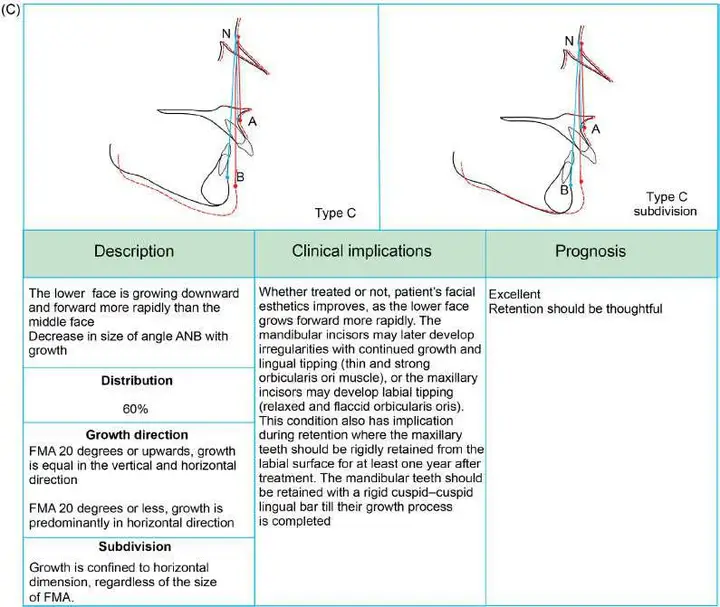 (C)
N
A
B
Type C
N
A
B
Type C
subdivision
Description
The lower face is growing downward
and forward more rapidly than the
middle face
Decrease in size of angle ANB with
growth
Distribution
60%
Growth direction
FMA 20 degrees or upwards, growth
is equal in the vertical and horizontal
direction
FMA 20 degrees or less, growth is
predominantly in horizontal direction
Subdivision
Growth is confined to horizontal
dimension, regardless of the size
of FMA.
Clinical implications
Whether treated or not, patient's facial
esthetics improves, as the lower face
grows forward more rapidly. The
mandibular incisors may later develop
irregularities with continued growth and
lingual tipping (thin and strong
orbicularis ori muscle), or the maxillary
incisors may develop labial tipping
(relaxed and flaccid orbicularis oris).
This condition also has implication
during retention where the maxillary
teeth should be rigidly retained from the
labial surface for at least one year after
treatment. The mandibular teeth should
be retained with a rigid cuspid–cuspid
lingual bar till their growth process
is completed
Prognosis
Excellent
Retention should be thoughtful